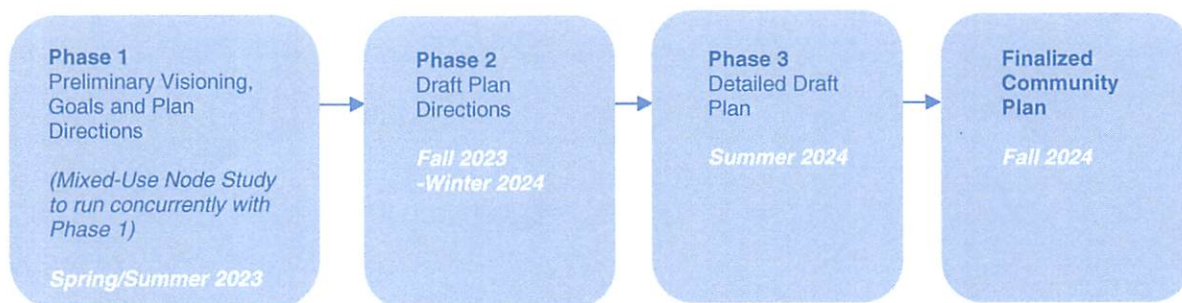 Phase 1
Preliminary Visioning,
Goals and Plan
Directions
(Mixed-Use Node Study
to run concurrently with
Phase 1)
Spring/Summer 2023
Phase 2
Draft Plan
Directions
Fall 2023
-Winter 2024
Phase 3
Detailed Draft
Plan
Summer 2024
Finalized
Community
Plan
Fall 2024